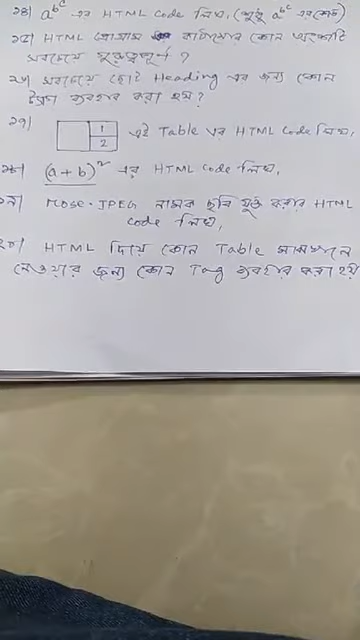 ২৪) a^b^c এর HTML Code লিখ, (শুধু a^b^c এর কোড)
২৫) HTML প্রোগ্রাম কাঠামোর কোন অংশটি
সবচেয়ে গুরুত্বপূর্ণ ?
২৬) সবচেয়ে ছোট Heading এর জন্য কোন
ট্যাগ ব্যবহার করা হয় ?
২৭) 1 2 এই Table এর HTML Code লিখ,
২৮) (a + b)² এর HTML Code লিখ,
২৯) Rose.JPEG নামক ছবি যুক্ত করার HTML
Code লিখ,
৩০) HTML দিয়ে কোন Table
নেওয়ার জন্য কোন Tag ব্যবহার করা হয়